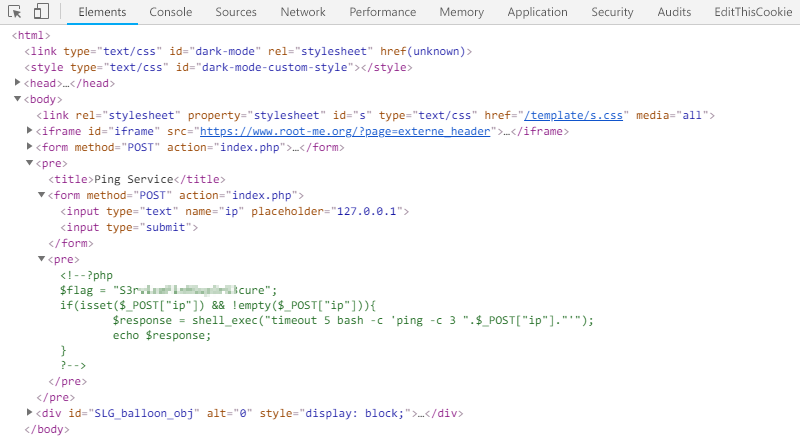 Elements Console Sources Network Performance Memory Application Security Audits EditThisCookie
<html>
<link type="text/css" id="dark-mode" rel="stylesheet" href(unknown)>
<style type="text/css" id="dark-mode-custom-style"></style>
<head>…</head>
<body>
<link rel="stylesheet" property="stylesheet" id="s" type="text/css" href="/template/s.css" media="all">
<iframe id="iframe" src="https://www.root-me.org/?page=externe_header">…</iframe>
<form method="POST" action="index.php">…</form>
<pre>
<title>Ping Service</title>
<form method="POST" action="index.php">
<input type="text" name="ip" placeholder="127.0.0.1">
<input type="submit">
</form>
<pre>
<!--?php
$flag = "S3r cure";
if(isset($_POST["ip"]) && !empty($_POST["ip"])){
$response = shell_exec("timeout 5 bash -c 'ping -c 3 ".$_POST["ip"]."'");
echo $response;
}
?-->
</pre>
</pre>
<div id="SLG_balloon_obj" alt="0" style="display: block;">…</div>
</body>